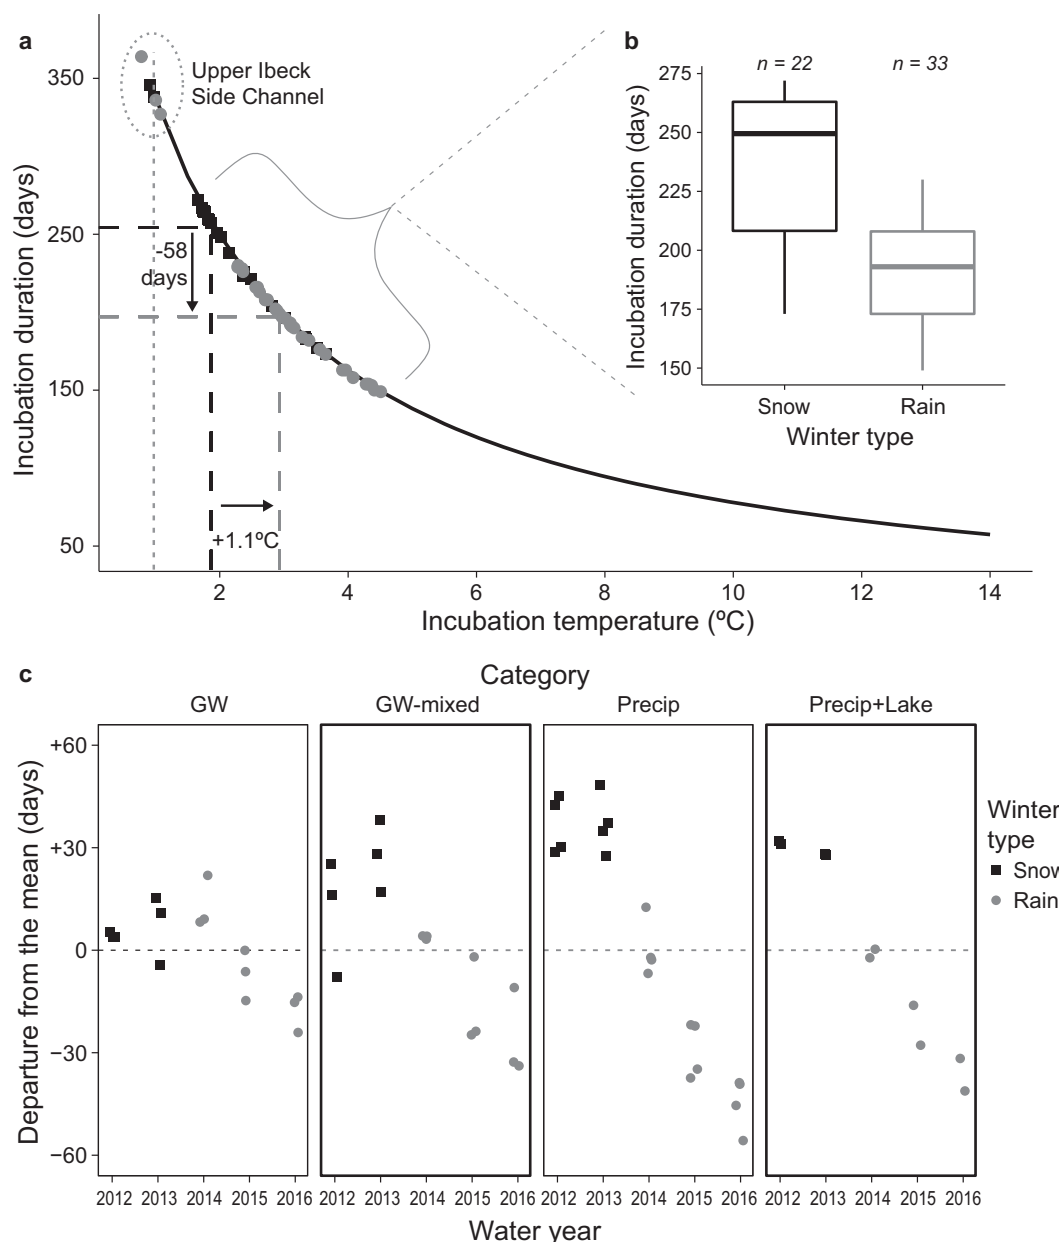 a
Incubation duration (days)
350
250
150
50
Upper Ibeck
Side Channel
-58
days
+1.1ºC
2
4
6
8
10
12
14
Incubation temperature (ºC)
b
Incubation duration (days)
275
250
225
200
175
150
n = 22
n = 33
Snow
Rain
Winter type
c
Category
GW
GW-mixed
Precip
Precip+Lake
Departure from the mean (days)
+60
+30
0
−30
−60
2012 2013 2014 2015 2016
2012 2013 2014 2015 2016
2012 2013 2014 2015 2016
2012 2013 2014 2015 2016
Water year
Winter
type
Snow
Rain